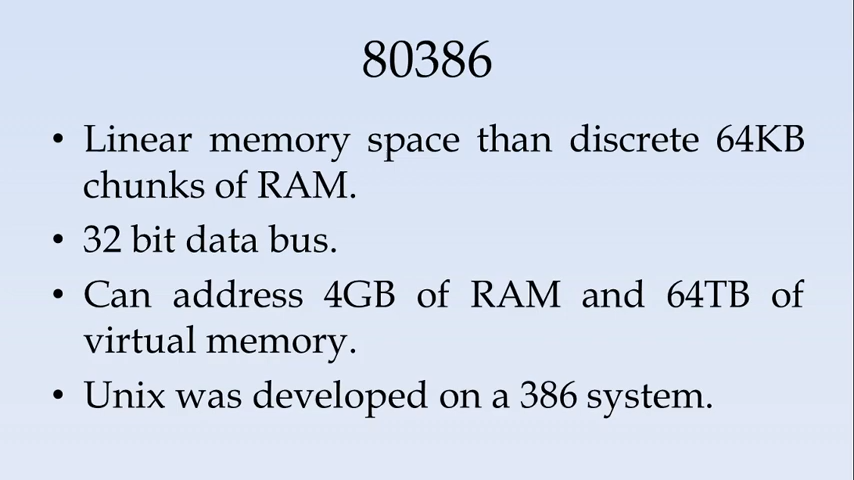 80386
• Linear memory space than discrete 64KB
chunks of RAM.
• 32 bit data bus.
• Can address 4GB of RAM and 64TB of
virtual memory.
• Unix was developed on a 386 system.